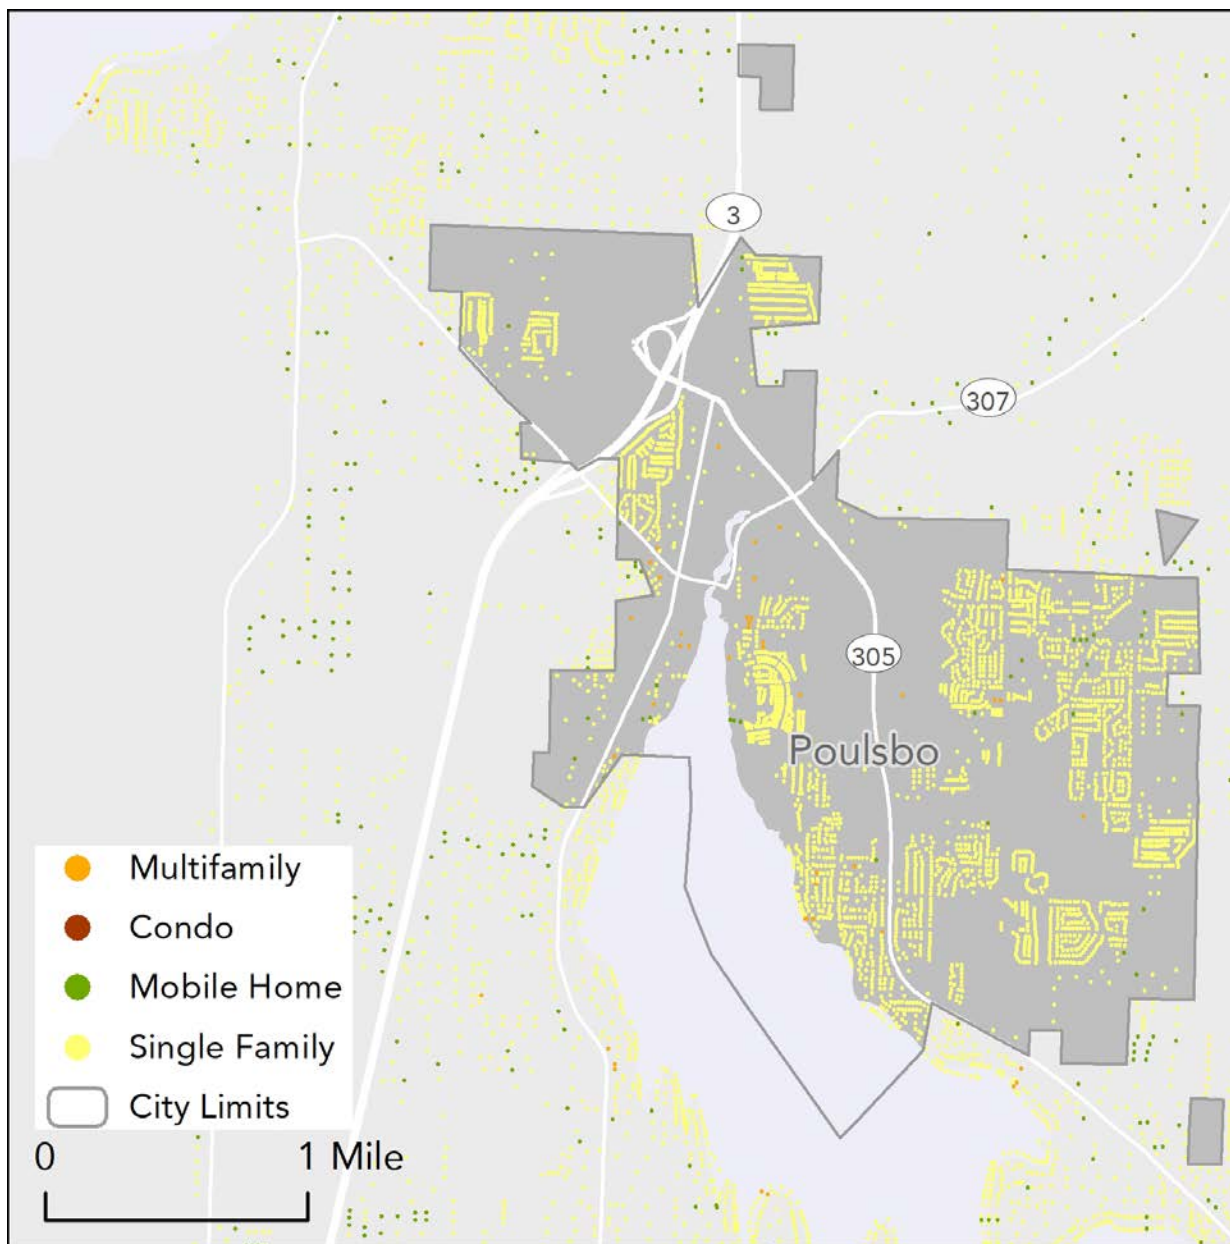 3
307
305
Poulsbo
Multifamily
Condo
Mobile Home
Single Family
City Limits
0 1 Mile